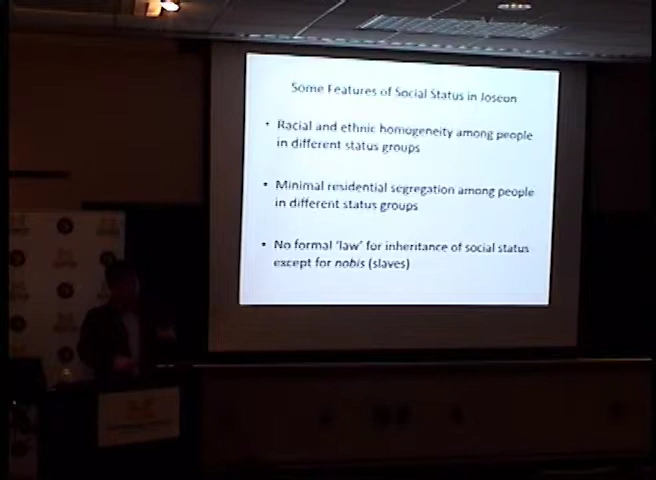 Some Features of Social Status in Joseon
• Racial and ethnic homogeneity among people
in different status groups
• Minimal residential segregation among people
in different status groups
• No formal 'law' for inheritance of social status
except for nobis (slaves)